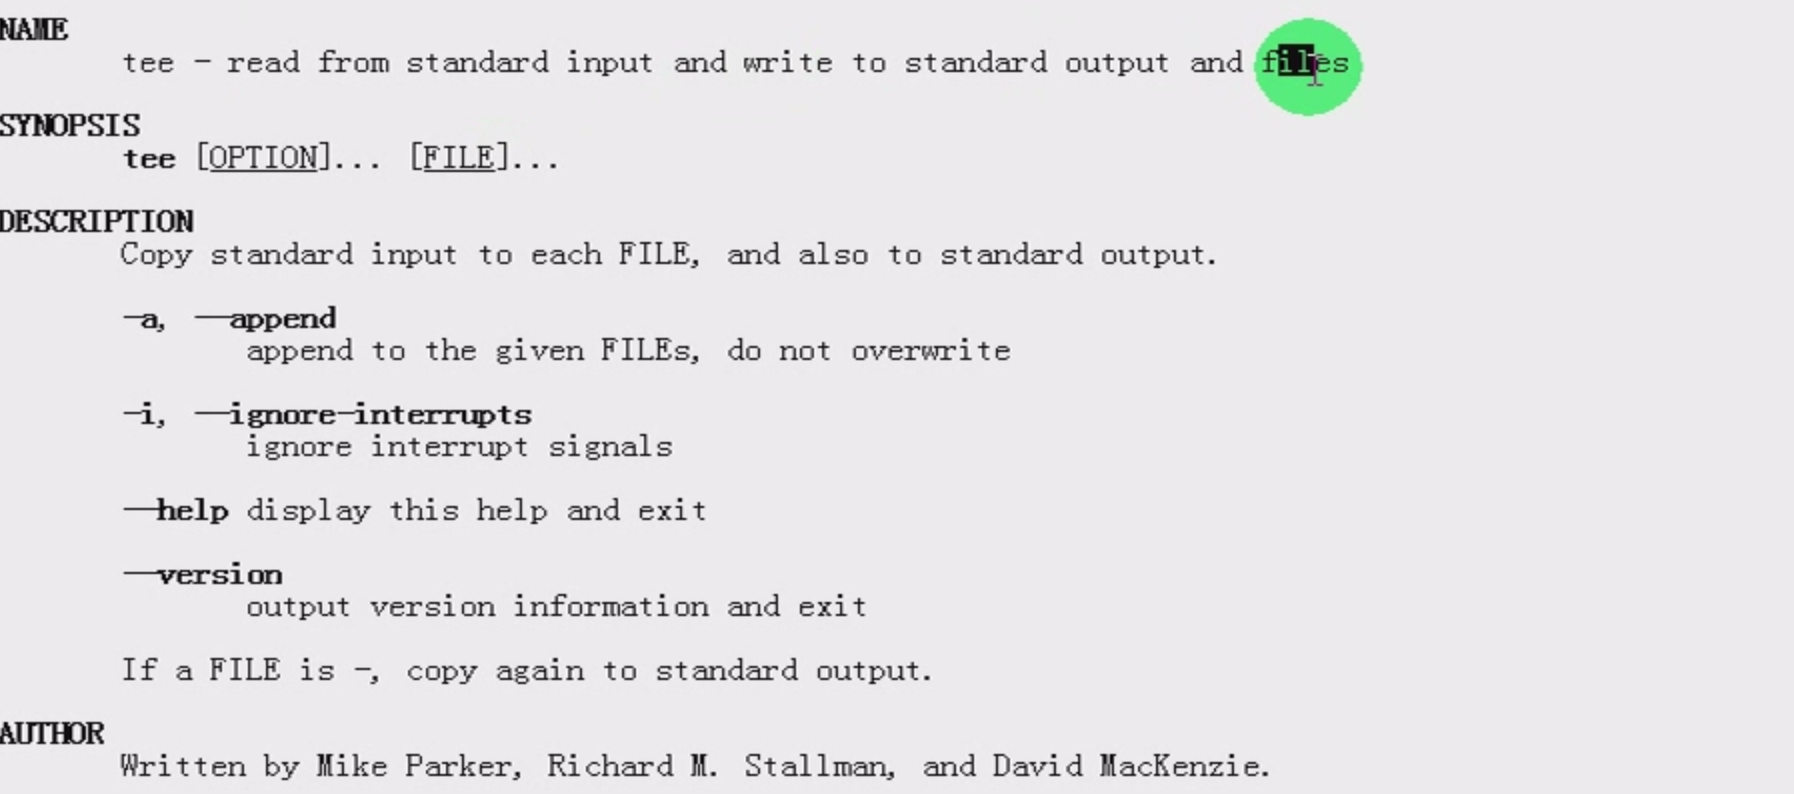 NAME
tee - read from standard input and write to standard output and files
SYNOPSIS
tee [OPTION]... [FILE]...
DESCRIPTION
Copy standard input to each FILE, and also to standard output.
-a, --append
append to the given FILEs, do not overwrite
-i, --ignore-interrupts
ignore interrupt signals
--help display this help and exit
--version
output version information and exit
If a FILE is -, copy again to standard output.
AUTHOR
Written by Mike Parker, Richard M. Stallman, and David MacKenzie.